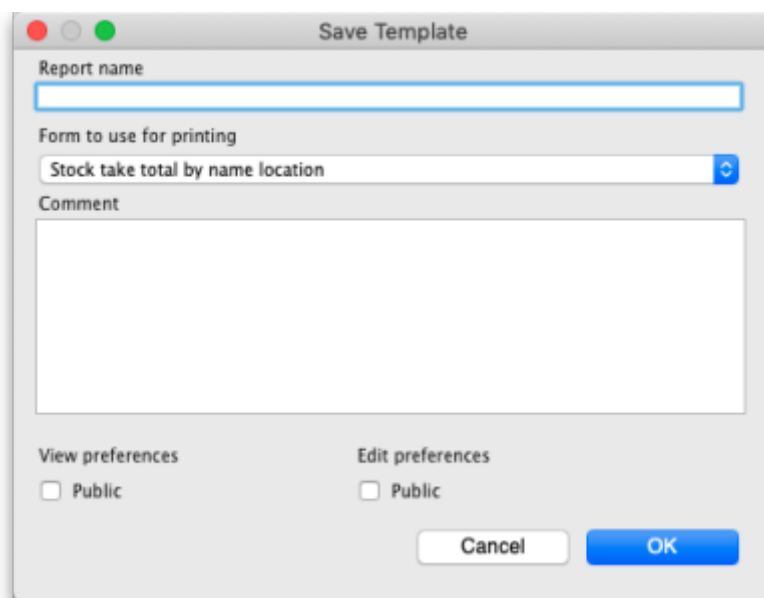 Save Template
Report name
Form to use for printing
Stock take total by name location
Comment
View preferences Edit preferences
Public Public
Cancel OK